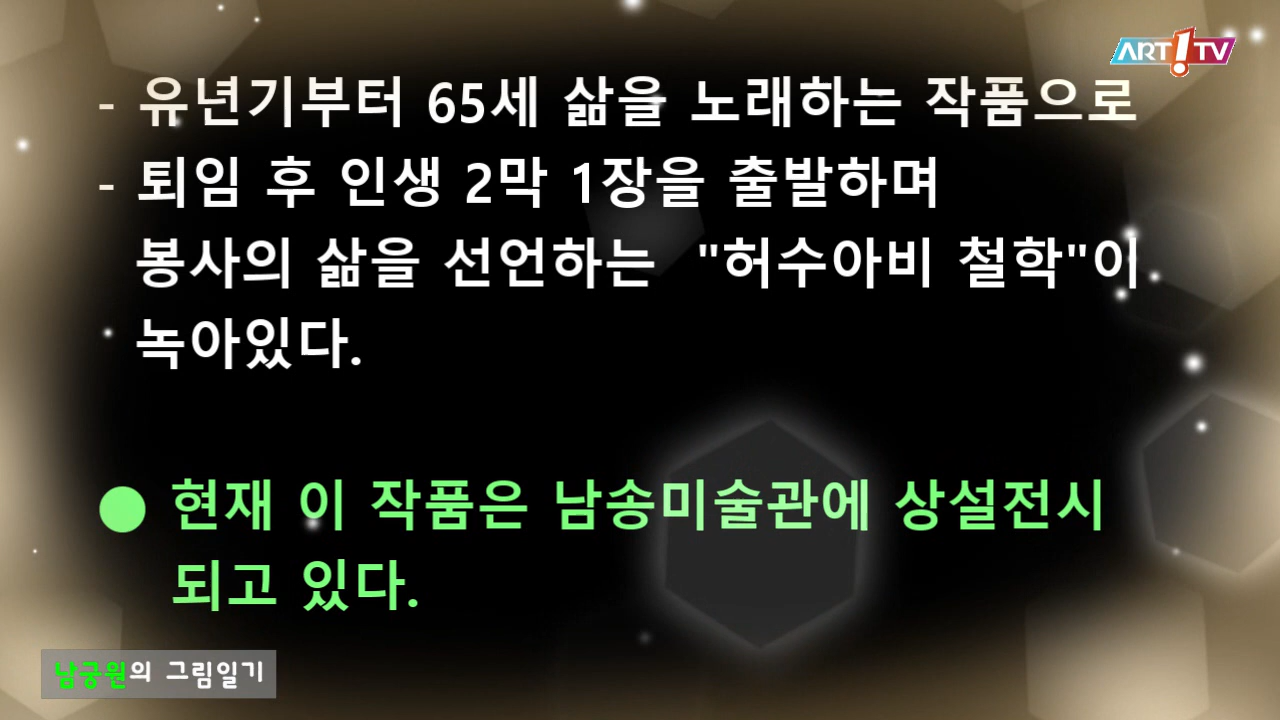 ART!TV
- 유년기부터 65세 삶을 노래하는 작품으로
- 퇴임 후 인생 2막 1장을 출발하며
봉사의 삶을 선언하는 "허수아비 철학"이
녹아있다.
● 현재 이 작품은 남송미술관에 상설전시
되고 있다.
남궁원의 그림일기